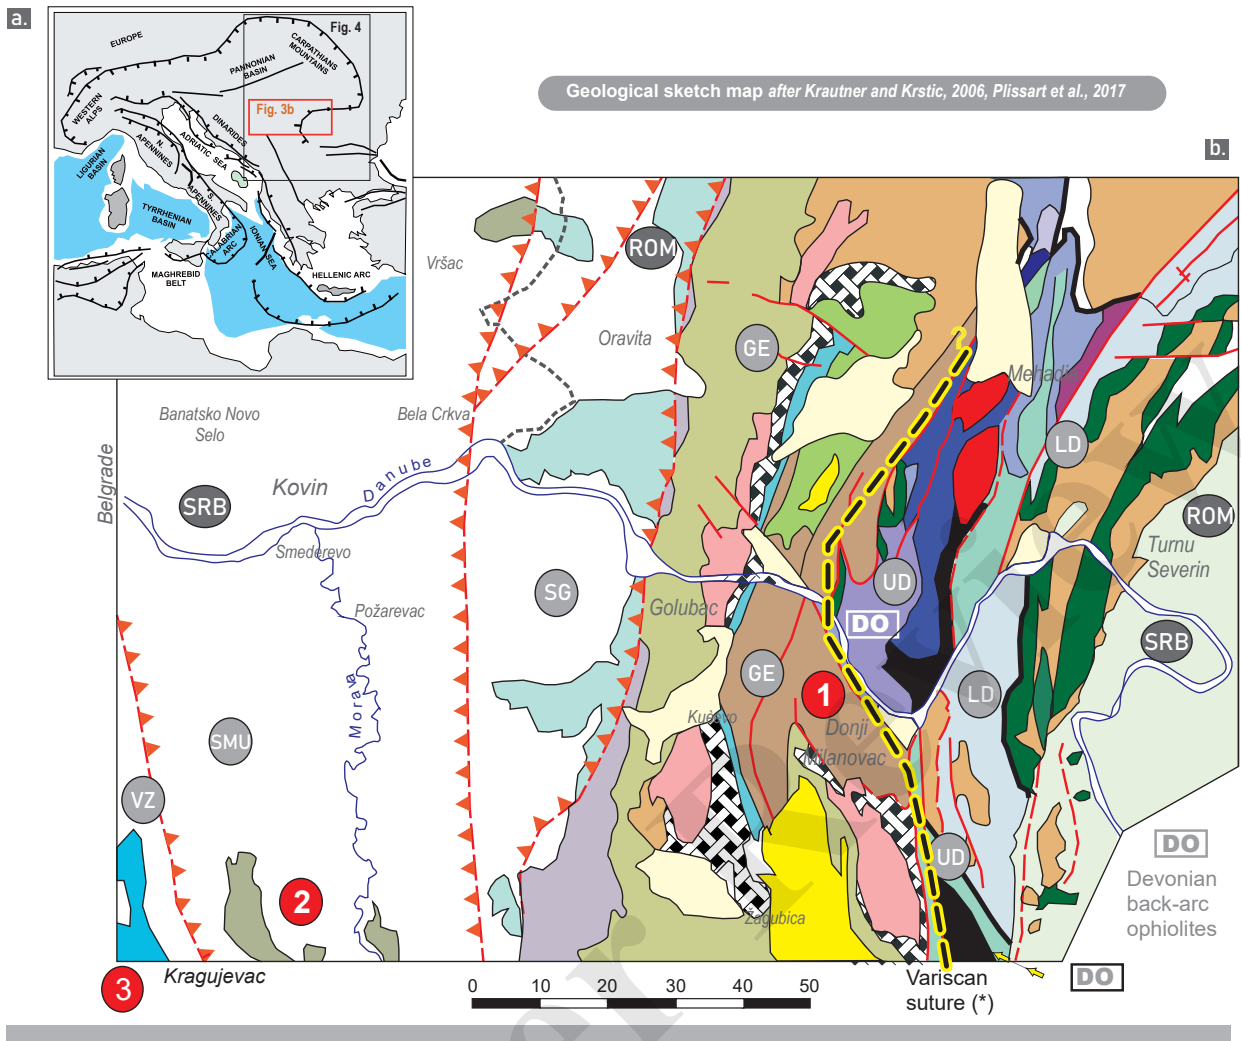 a.
Fig. 4
EUROPE
CARPATHIANS
MOUNTAINS
PANNONIAN
BASIN
Fig. 3b
WESTERN
ALPS
DINARIDES
N.
APENNINES
ADRIATIC SEA
LIGURIAN
BASIN
S.
APENNINES
TYRRHENIAN
BASIN
CALABRIAN
ARC
IONIAN SEA
MAGHREBID
BELT
HELLENIC ARC
Geological sketch map after Krautner and Krstic, 2006, Plissart et al., 2017
b.
ROM
Vršac
Oravita
GE
Mehadia
Banatsko Novo
Selo
Bela Crkva
LD
Danube
Belgrade
Kovin
SRB
ROM
Smederevo
Turnu
Severin
SG
UD
Požarevac
Golubac
DO
SRB
GE
1
LD
Morava
Kučevo
Donji
Milanovac
SMU
VZ
UD
DO
Devonian
back-arc
ophiolites
2
Žagubica
3
Kragujevac
Variscan
suture (*)
DO
0 10 20 30 40 50